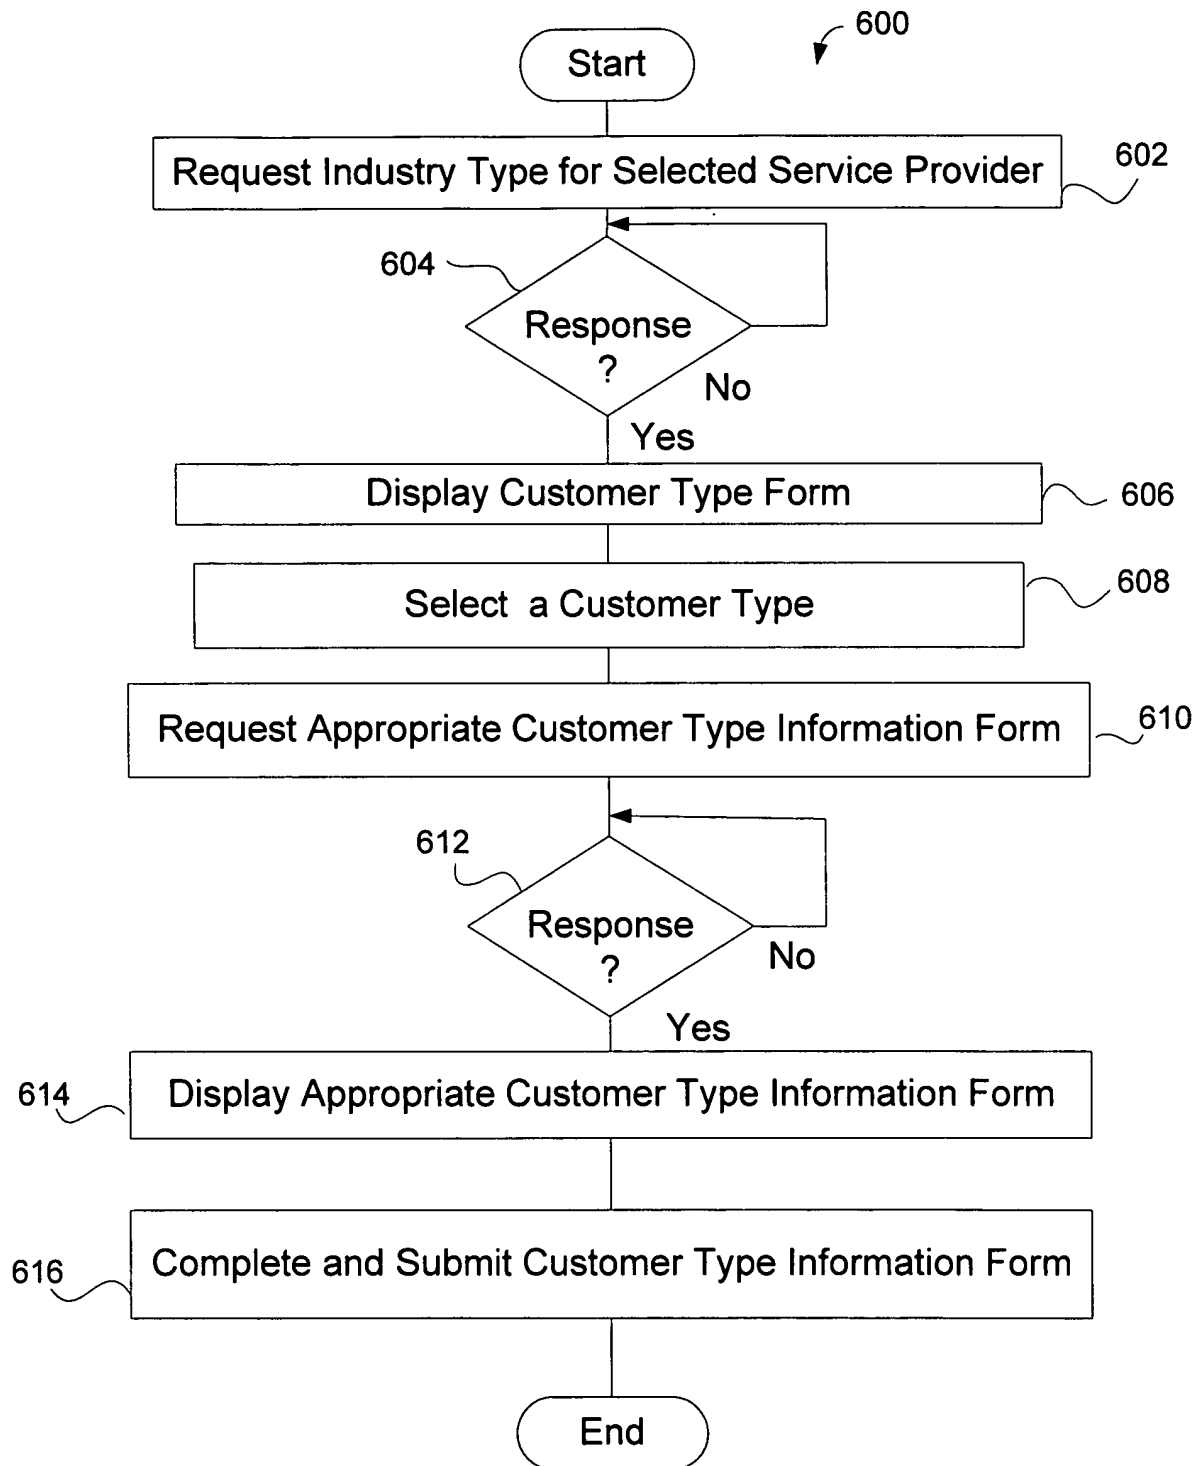 600
Start
Request Industry Type for Selected Service Provider
602
604
Response
?
No
Yes
Display Customer Type Form
606
Select a Customer Type
608
Request Appropriate Customer Type Information Form
610
612
Response
?
No
Yes
Display Appropriate Customer Type Information Form
614
Complete and Submit Customer Type Information Form
616
End